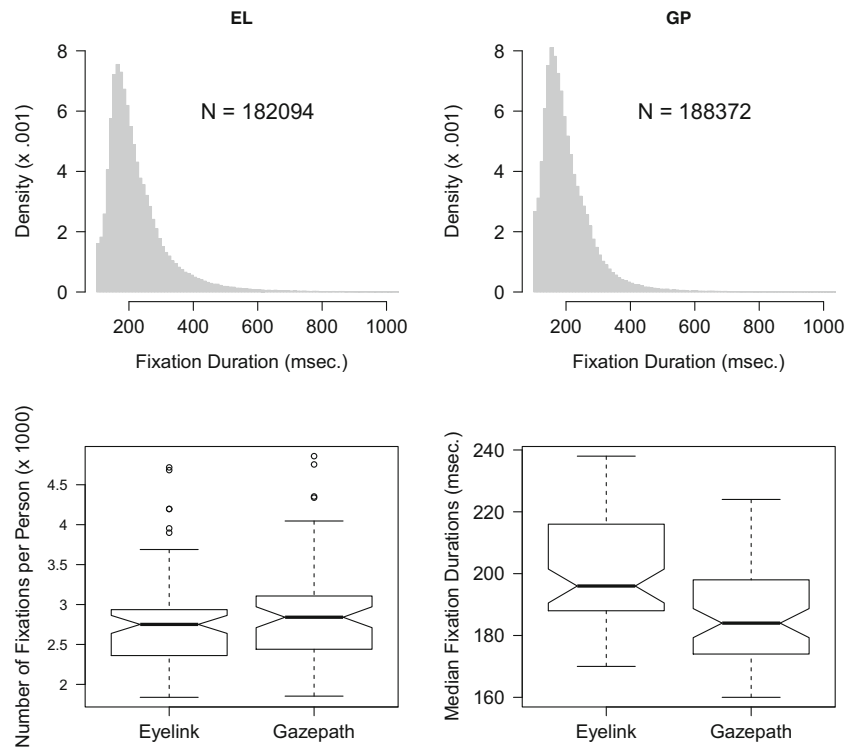 EL
8
6
4
2
0
Density (x .001)
N = 182094
200 400 600 800 1000
Fixation Duration (msec.)
GP
8
6
4
2
0
Density (x .001)
N = 188372
200 400 600 800 1000
Fixation Duration (msec.)
Number of Fixations per Person (x 1000)
4.5
4
3.5
3
2.5
2
Eyelink Gazepath
Median Fixation Durations (msec.)
240
220
200
180
160
Eyelink Gazepath